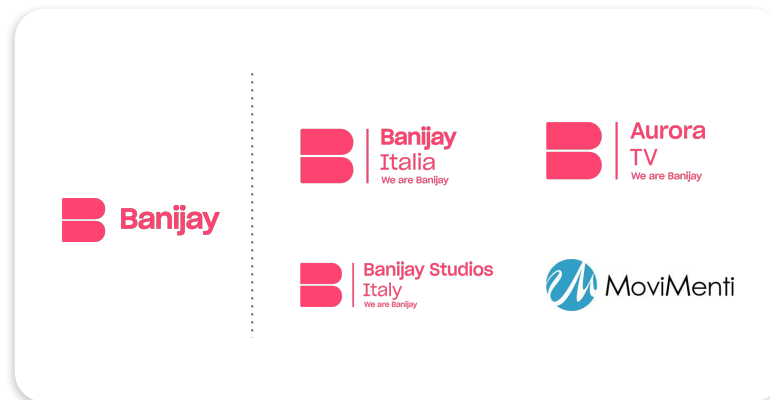 Banijay
Banijay
Italia
We are Banijay
Aurora
TV
We are Banijay
Banijay Studios
Italy
We are Banijay
MoviMenti